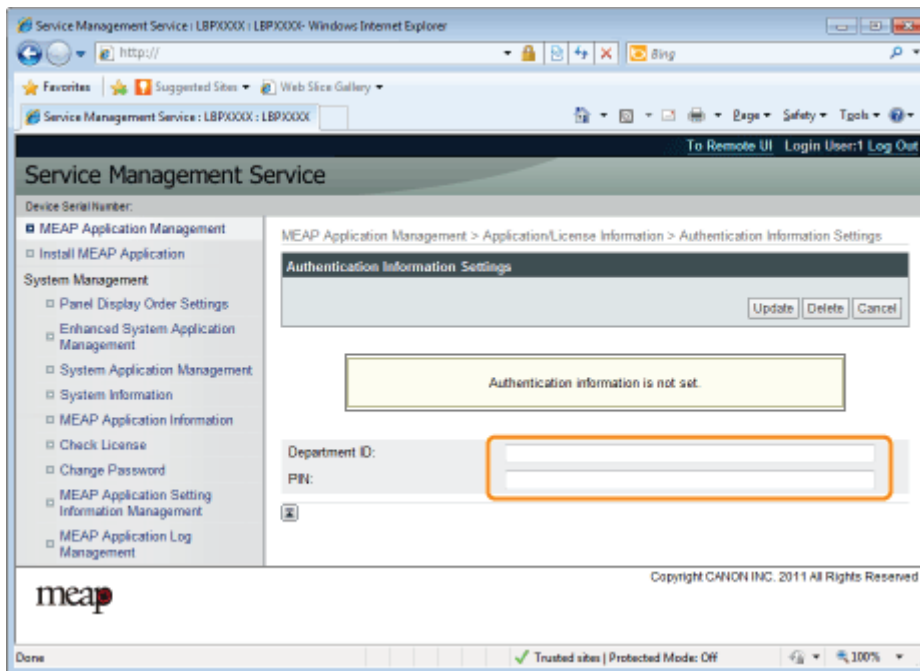 Service Management Service : LBPXXXX : LBPXXXX- Windows Internet Explorer
http://
Bing
Favorites Suggested Sites Web Slice Gallery
Service Management Service : LBPXXXX : LBPXXXX Page Safety Tools
To Remote UI Login User:1 Log Out
Service Management Service
Device Serial Number:
MEAP Application Management
Install MEAP Application
System Management
Panel Display Order Settings
Enhanced System Application
Management
System Application Management
System Information
MEAP Application Information
Check License
Change Password
MEAP Application Setting
Information Management
MEAP Application Log
Management
MEAP Application Management > Application/License Information > Authentication Information Settings
Authentication Information Settings
Update Delete Cancel
Authentication information is not set.
Department ID:
PIN:
Copyright CANON INC. 2011 All Rights Reserved
meap
Done Trusted sites | Protected Mode: Off 100%